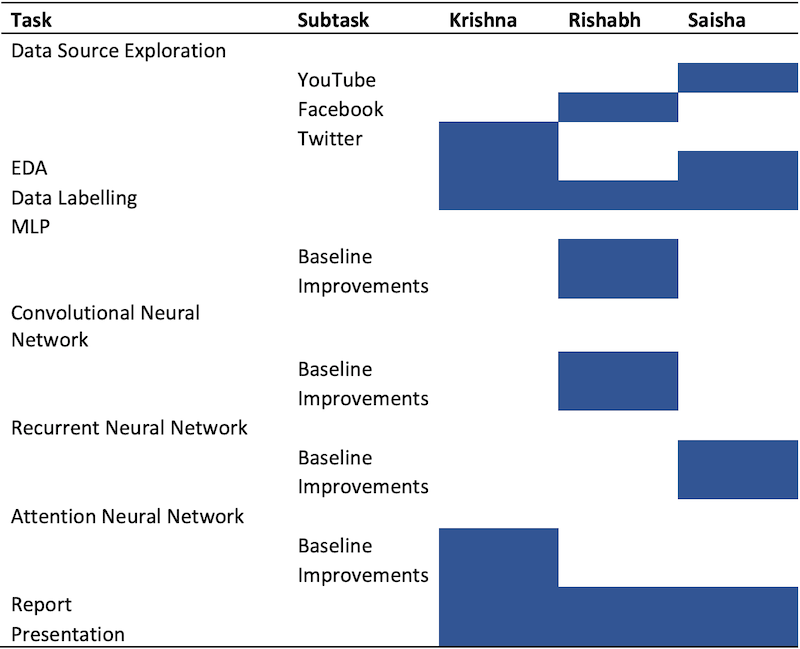 Task Subtask Krishna Rishabh Saisha
Data Source Exploration
YouTube
Facebook
Twitter
EDA
Data Labelling
MLP
Baseline
Improvements
Convolutional Neural
Network
Baseline
Improvements
Recurrent Neural Network
Baseline
Improvements
Attention Neural Network
Baseline
Improvements
Report
Presentation